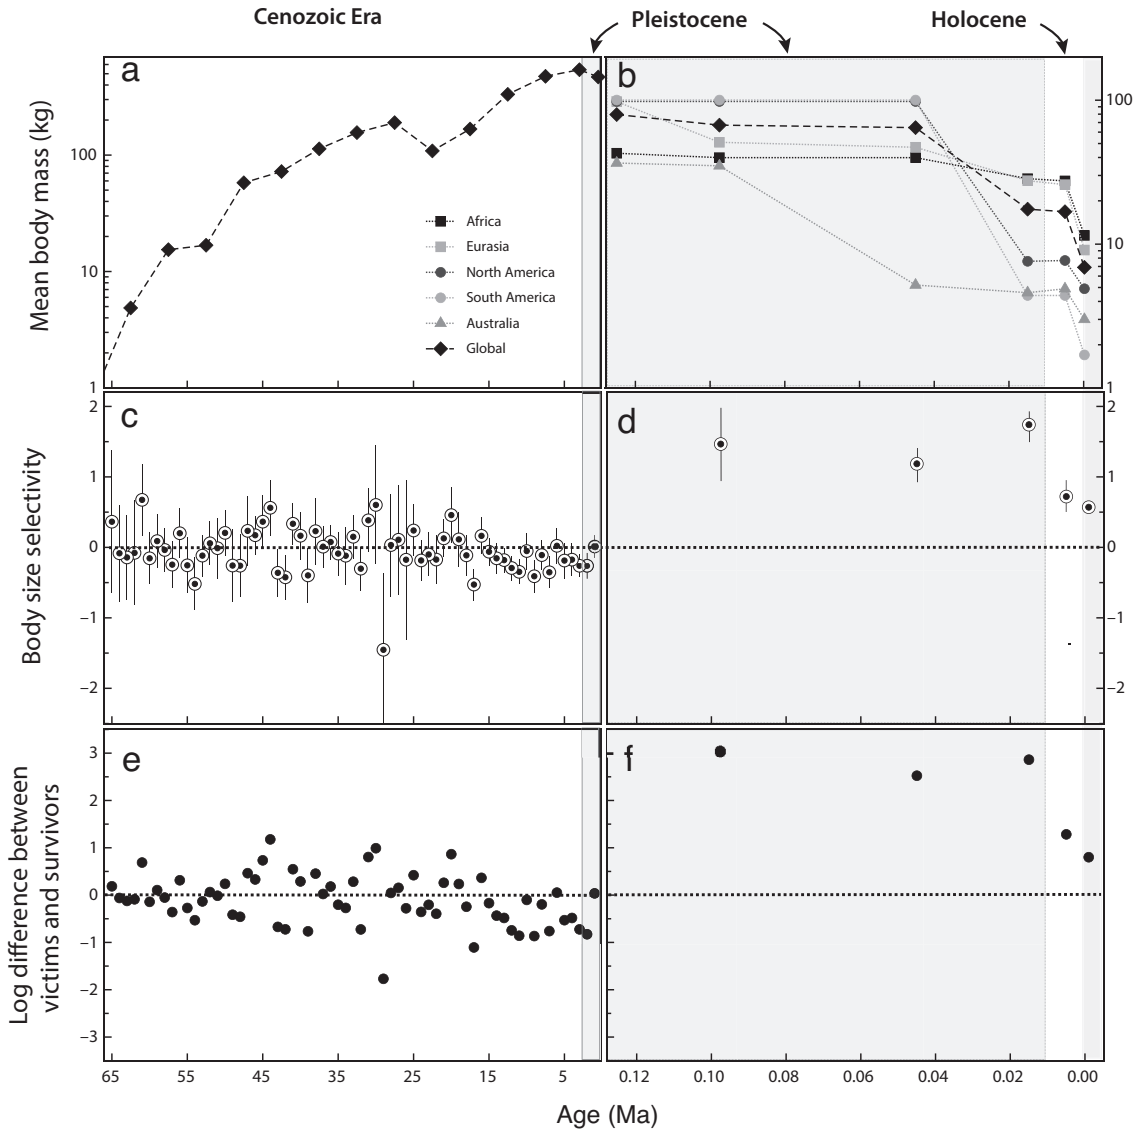 Cenozoic Era
Pleistocene
Holocene
a
b
Mean body mass (kg)
100
10
1
100
10
1
Africa
Eurasia
North America
South America
Australia
Global
c
d
Body size selectivity
2
1
0
−1
−2
2
1
0
−1
−2
e
f
Log difference between
victims and survivors
3
2
1
0
−1
−2
−3
65 55 45 35 25 15 5
0.12 0.10 0.08 0.06 0.04 0.02 0.00
Age (Ma)